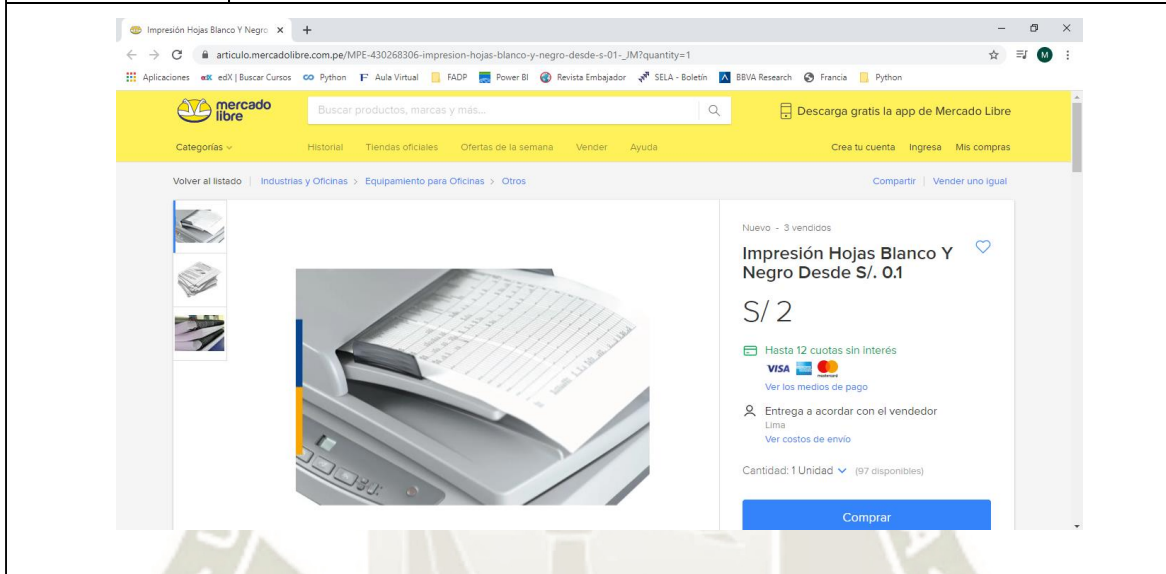 Impresión Hojas Blanco Y Negro
articulo.mercadolibre.com.pe/MPE-430268306-impresion-hojas-blanco-y-negro-desde-s-01-_JM?quantity=1
M
Aplicaciones edX | Buscar Cursos Python Aula Virtual FADP Power BI Revista Embajador SELA - Boletín BBVA Research Francia Python
mercado
libre
Buscar productos, marcas y más...
Descarga gratis la app de Mercado Libre
Categorías Historial Tiendas oficiales Ofertas de la semana Vender Ayuda Crea tu cuenta Ingresa Mis compras
Volver al listado | Industrias y Oficinas > Equipamiento para Oficinas > Otros Compartir | Vender uno igual
Nuevo - 3 vendidos
Impresión Hojas Blanco Y
Negro Desde S/. 0.1
S/ 2
Hasta 12 cuotas sin interés
VISA mastercard
Ver los medios de pago
Entrega a acordar con el vendedor
Lima
Ver costos de envío
Cantidad: 1 Unidad (97 disponibles)
Comprar